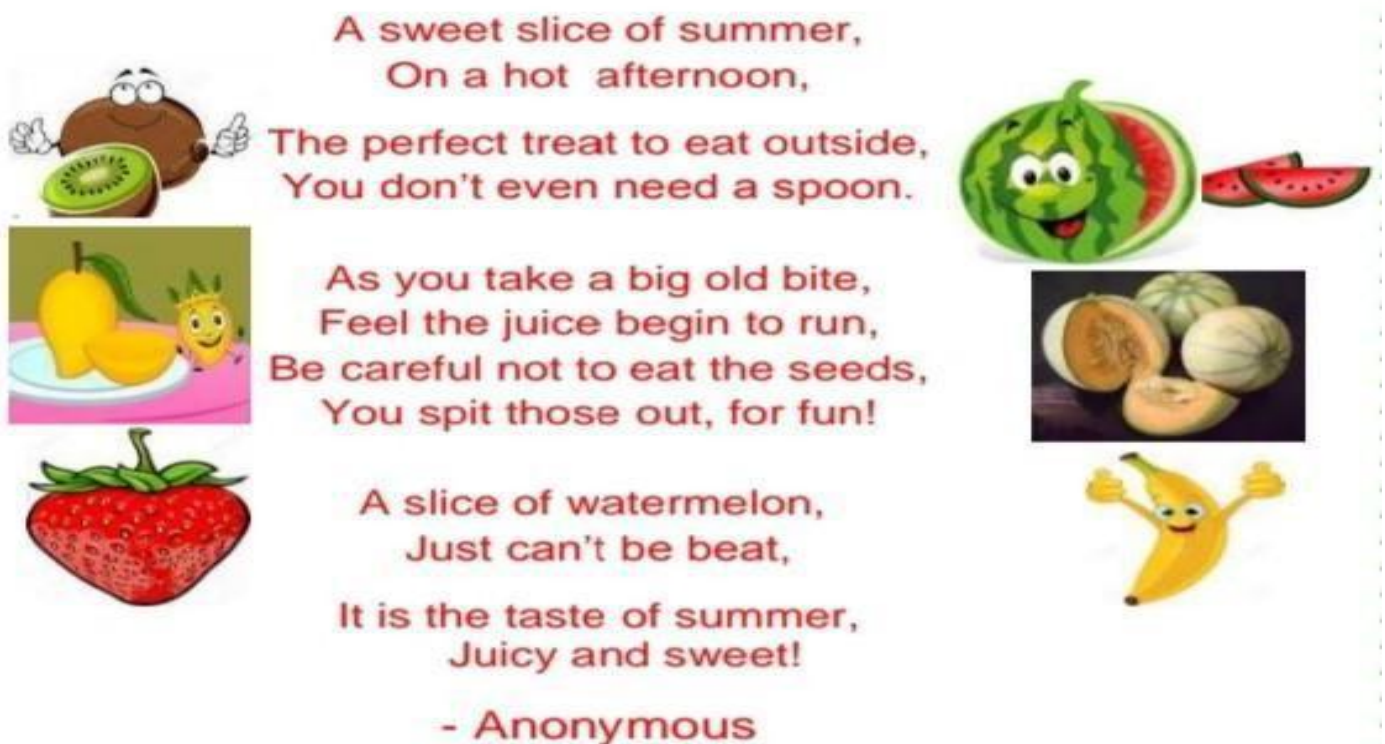 A sweet slice of summer,
On a hot afternoon,
The perfect treat to eat outside,
You don't even need a spoon.
As you take a big old bite,
Feel the juice begin to run,
Be careful not to eat the seeds,
You spit those out, for fun!
A slice of watermelon,
Just can't be beat,
It is the taste of summer,
Juicy and sweet!
- Anonymous